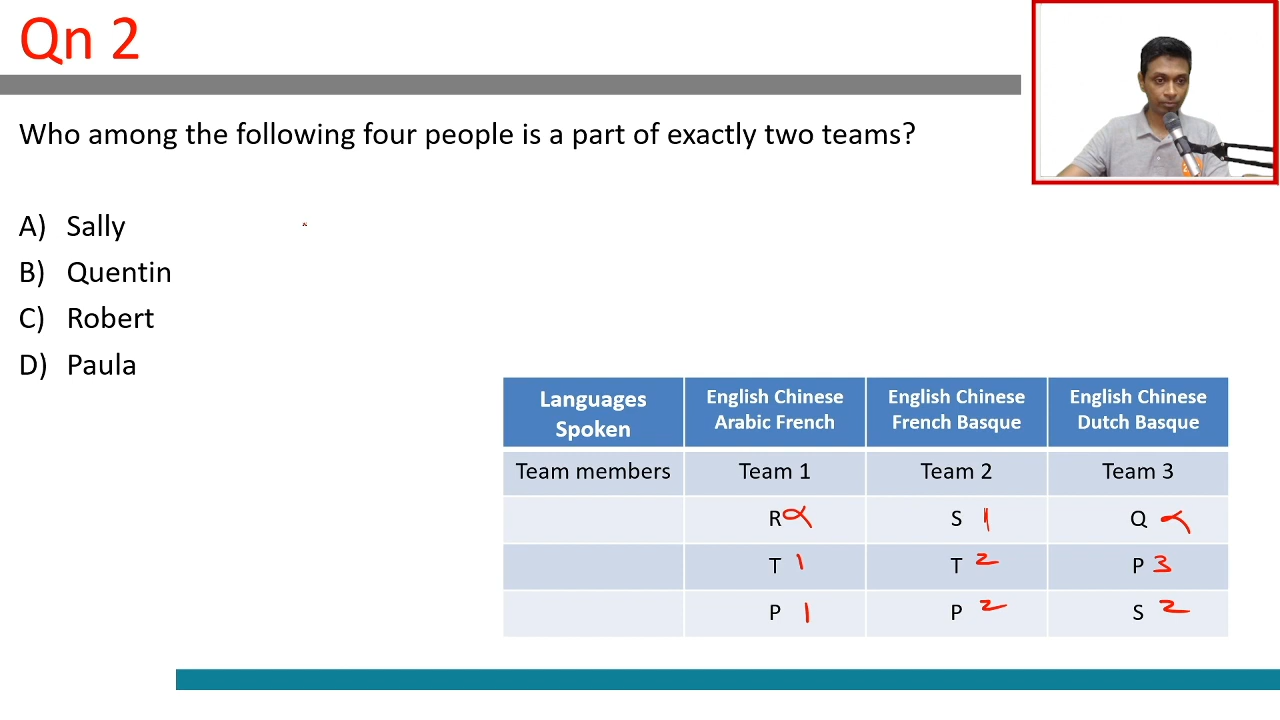 Qn 2
Who among the following four people is a part of exactly two teams?
A) Sally
B) Quentin
C) Robert
D) Paula
Languages Spoken English Chinese Arabic French English Chinese French Basque English Chinese Dutch Basque
Team members Team 1 Team 2 Team 3
R α S 1 Q α
T 1 T 2 P 3
P 1 P 2 S 2